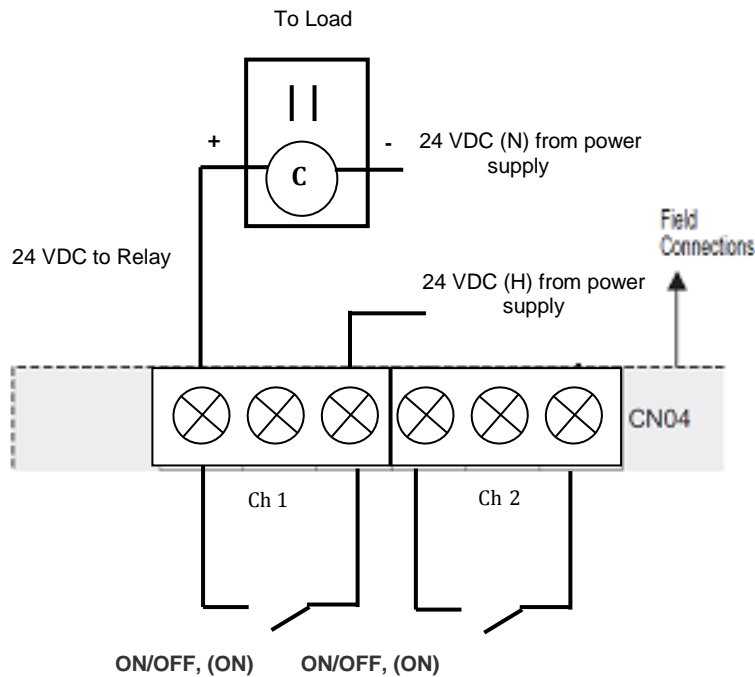 To Load
+
-
24 VDC (N) from power
supply
C
24 VDC to Relay
Field
Connections
24 VDC (H) from power
supply
CN04
Ch 1
Ch 2
ON/OFF, (ON)
ON/OFF, (ON)